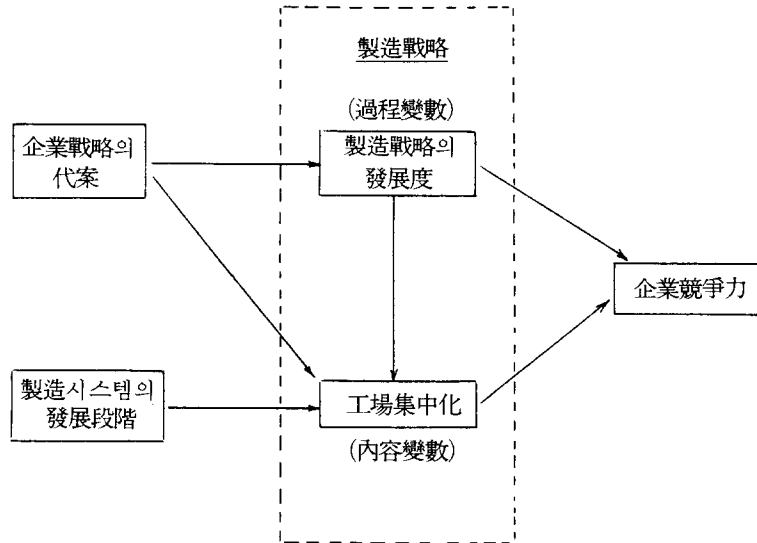 製造戰略
(過程變數)
企業戰略의
代案
製造戰略의
發展度
企業競爭力
製造시스템의
發展段階
工場集中化
(內容變數)